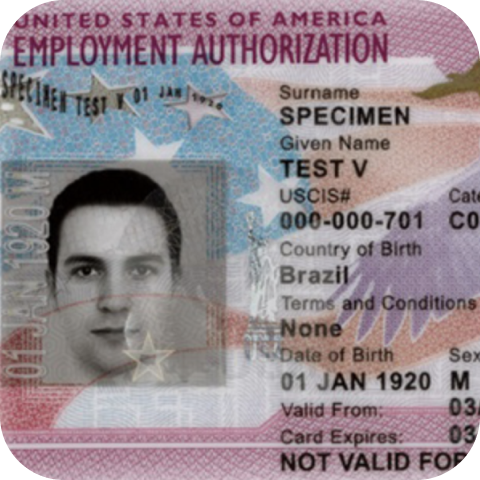 UNITED STATES OF AMERICA
EMPLOYMENT AUTHORIZATION
SPECIMEN TEST V 01 JAN 1920
Surname
SPECIMEN
Given Name
TEST V
USCIS#
000-000-701 C0
Country of Birth
Brazil
Terms and Conditions
None
Date of Birth
Sex
01 JAN 1920 M
Valid From: 03/
Card Expires: 03
NOT VALID FOR
01 JAN 1920 M